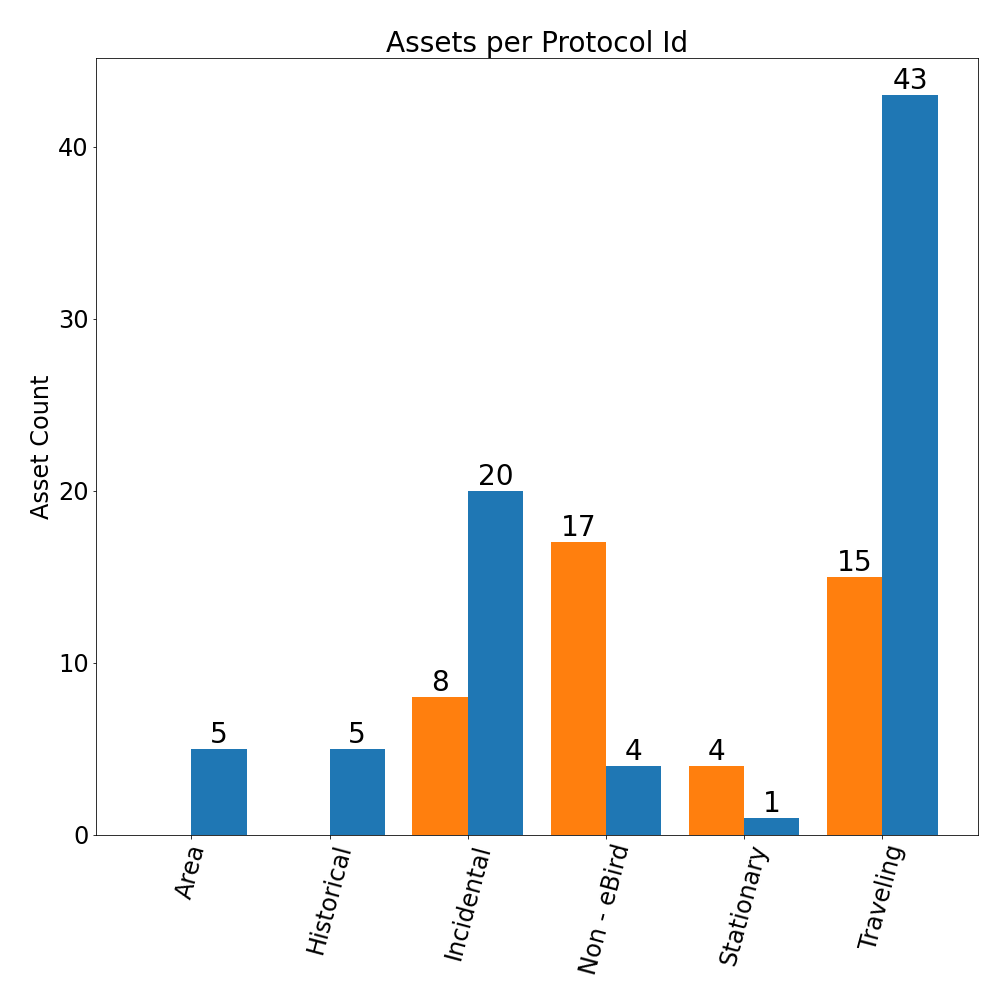 Assets per Protocol Id
Asset Count
40
30
20
10
0
5
5
8
20
17
4
4
1
15
43
Area
Historical
Incidental
Non - eBird
Stationary
Traveling